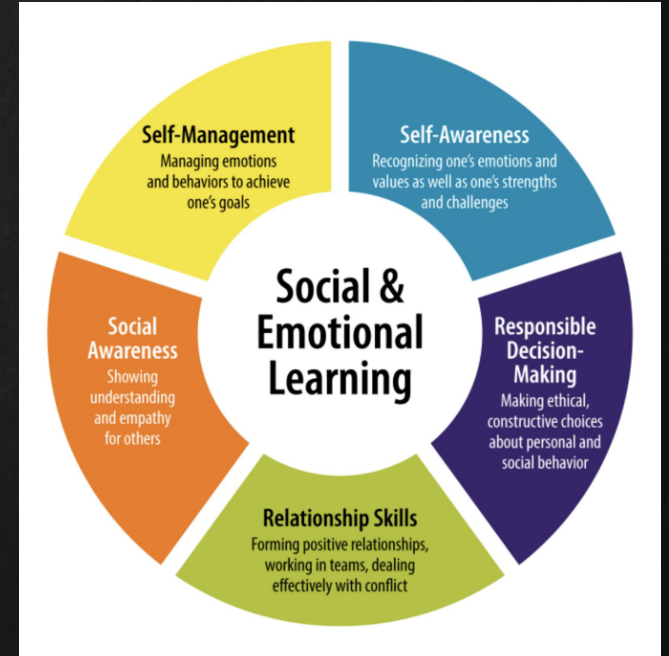 Self-Management
Managing emotions
and behaviors to achieve
one's goals
Self-Awareness
Recognizing one's emotions and
values as well as one's strengths
and challenges
Social &
Emotional
Learning
Social
Awareness
Showing
understanding
and empathy
for others
Responsible
Decision-
Making
Making ethical,
constructive choices
about personal and
social behavior
Relationship Skills
Forming positive relationships,
working in teams, dealing
effectively with conflict